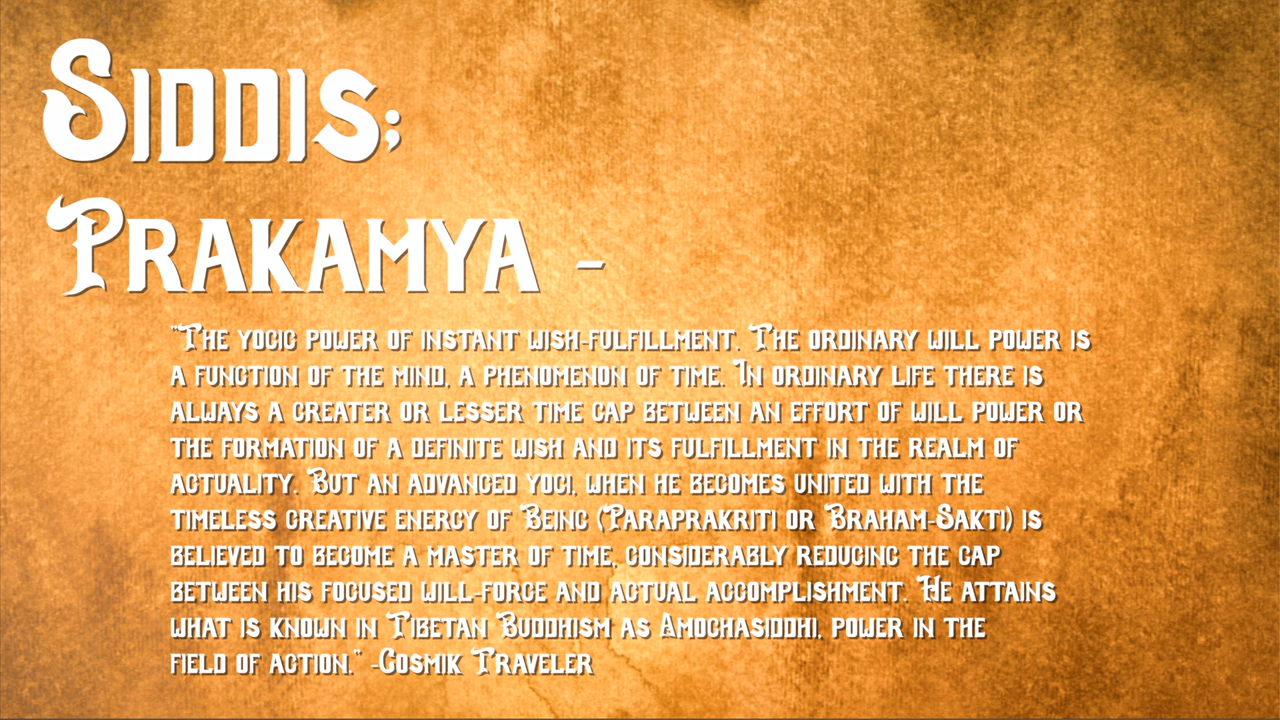 Siddis;
Prakamya -
"The yogic power of instant wish-fulfillment. The ordinary will power is
a function of the mind, a phenomenon of time. In ordinary life there is
always a greater or lesser time gap between an effort of will power or
the formation of a definite wish and its fulfillment in the realm of
actuality. But an advanced yogi, when he becomes united with the
timeless creative energy of Being (Paraprakriti or Braham-Sakti) is
believed to become a master of time, considerably reducing the gap
between his focused will-force and actual accomplishment. He attains
what is known in Tibetan Buddhism as Amoghasiddhi, power in the
field of action." -Cosmik Traveler